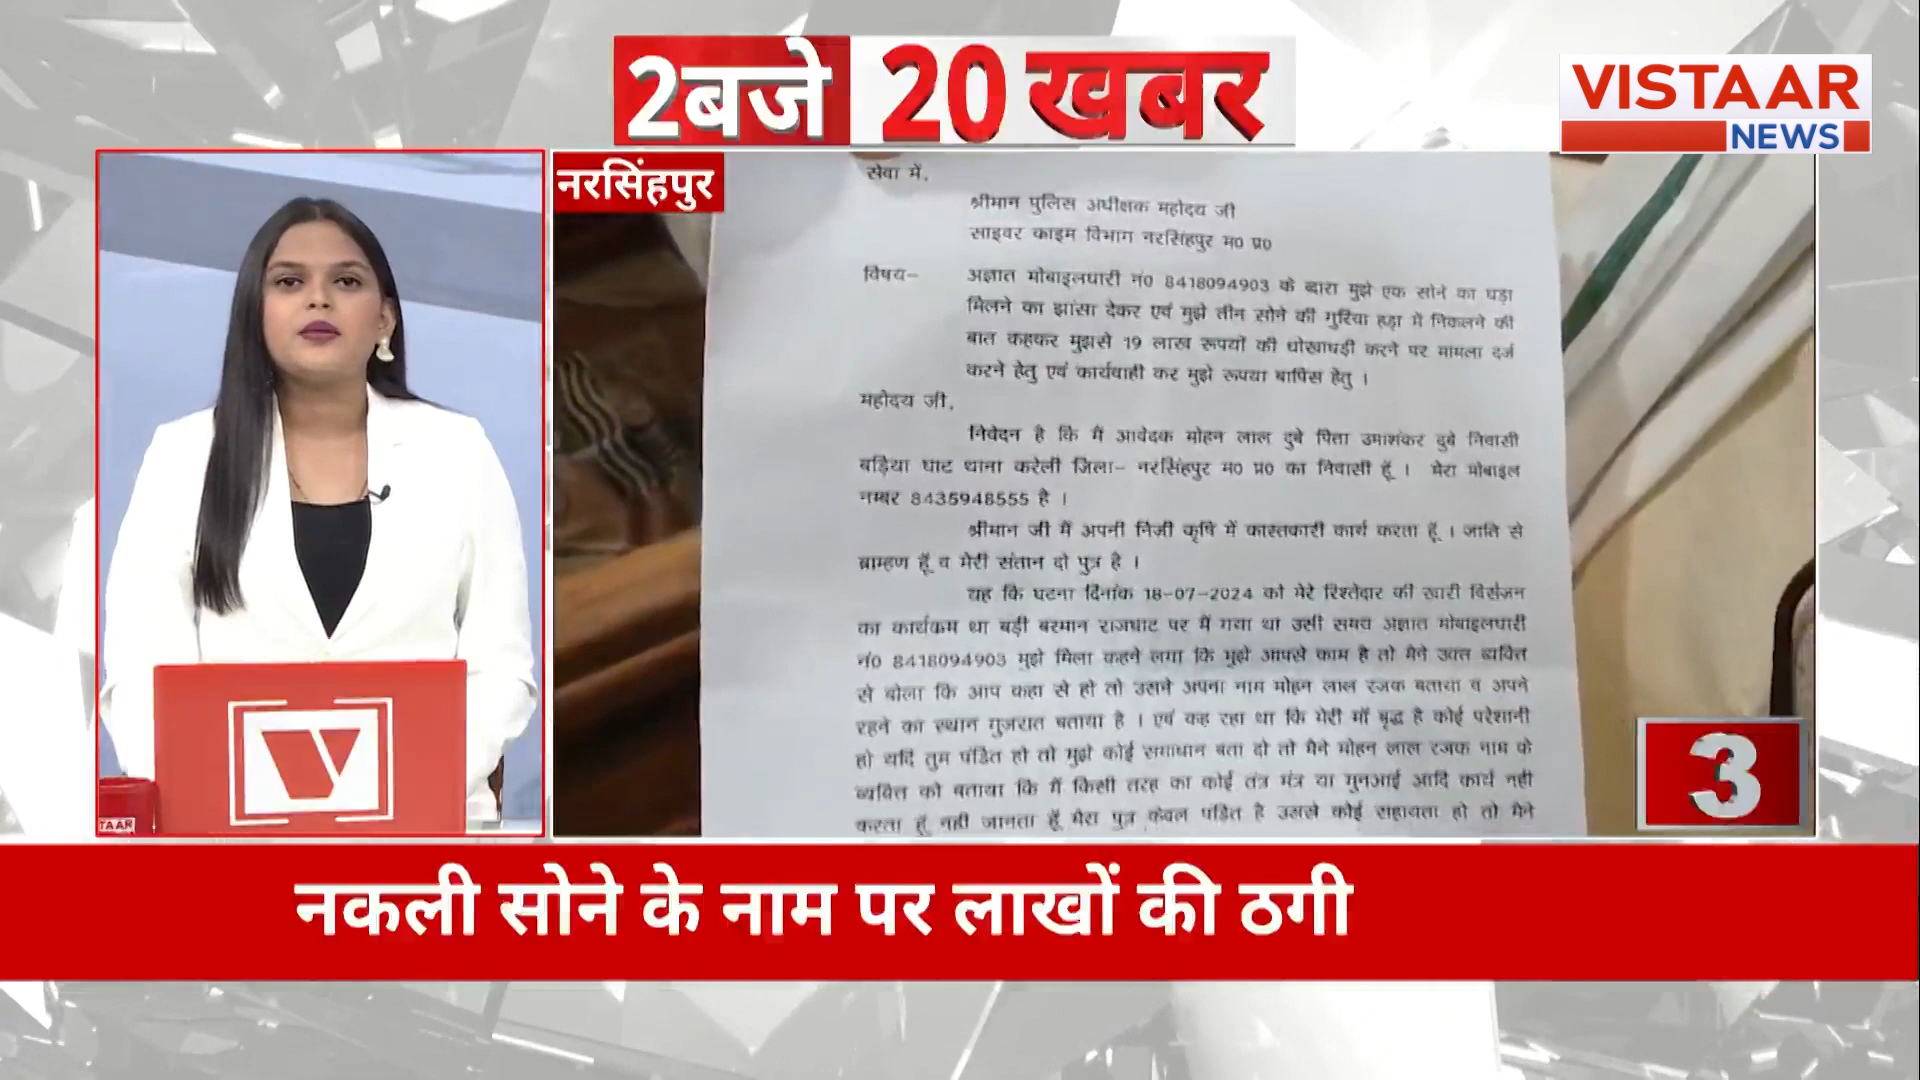 2बजे 20 खबर
VISTAAR
NEWS
नरसिंहपुर
सेवा में,
श्रीमान पुलिस अधीक्षक महोदय जी
साइवर काइम विभाग नरसिंहपुर म0 प्र0
विषय- अज्ञात मोबाइलधारी नं0 8418094903 के ब्दारा मुझे एक सोने का घड़ा
मिलने का झांसा देकर एवं मुझे तीन सोने की गुरिया हड़ा में निकलने की
बात कहकर मुझसे 19 लाख रूपयों की धोखाधड़ी करने पर मामला दर्ज
करने हेतु एवं कार्यवाही कर मुझे रूपया बापिस हेतु ।
महोदय जी,
निवेदन है कि मैं आवेदक मोहन लाल दुबे पिता उमाशंकर दुबे निवासी
बड़िया घाट थाना करेली जिला- नरसिंहपुर म0 प्र0 का निवासी हूँ । मेरा मोबाइल
नम्बर 8435948555 है ।
श्रीमान जी मैं अपनी निजी कृषि में कास्तकारी कार्य करता हूँ । जाति से
ब्राम्हण हूँ व मेरी संतान दो पुत्र है ।
यह कि घटना दिनांक 18-07-2024 को मेरे रिश्तेदार की खारी विर्सजन
का कार्यकम था बड़ी बरमान राजघाट पर मैं गया था उसी समय अज्ञात मोबाइलधारी
नं0 8418094903 मुझे मिला कहने लगा कि मुझे आपसे काम है तो मैने उक्त ब्यक्ति
से बोला कि आप कहा से हो तो उसने अपना नाम मोहन लाल रजक बताया व अपने
रहने का स्थान गुजरात बताया है । एवं कह रहा था कि मेरी माँ बृद्ध है कोई परेशानी
हो यदि तुम पंडित हो तो मुझे कोई समाधान बता दो तो मैने मोहन लाल रजक नाम के
ब्यक्ति को बताया कि मैं किसी तरह का कोई तंत्र मंत्र या गुनआई आदि कार्य नही
करता हूँ नही जानता हूँ मेरा पुत्र केवल पंडित है उससे कोई सहायता हो तो मैने
3
TAAR
नकली सोने के नाम पर लाखों की ठगी